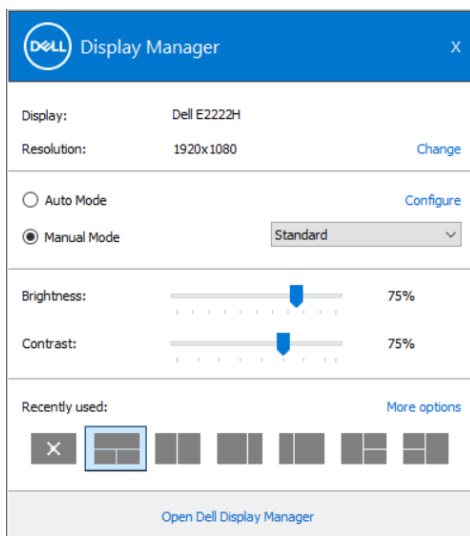 DELL Display Manager X
Display: Dell E2222H
Resolution: 1920x1080 Change
Auto Mode Configure
Manual Mode Standard
Brightness: 75%
Contrast: 75%
Recently used: More options
Open Dell Display Manager